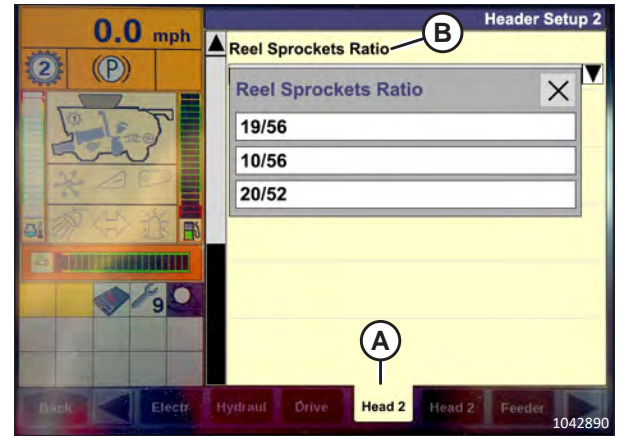 Header Setup 2
0.0 mph
B
Reel Sprockets Ratio
2
(P)
Reel Sprockets Ratio
19/56
10/56
20/52
9
A
Back
Electr
Hydraul
Drive
Head 2
Head 2
Feeder
1042890